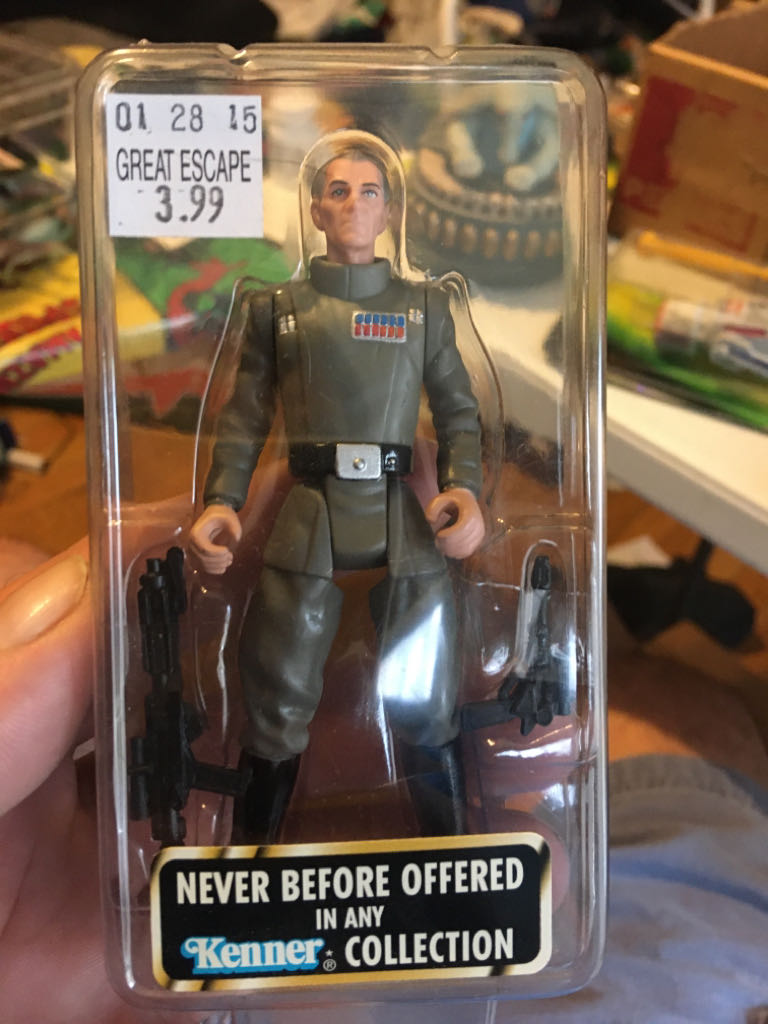 01 28 15
GREAT ESCAPE
3.99
NEVER BEFORE OFFERED
IN ANY
Kenner® COLLECTION